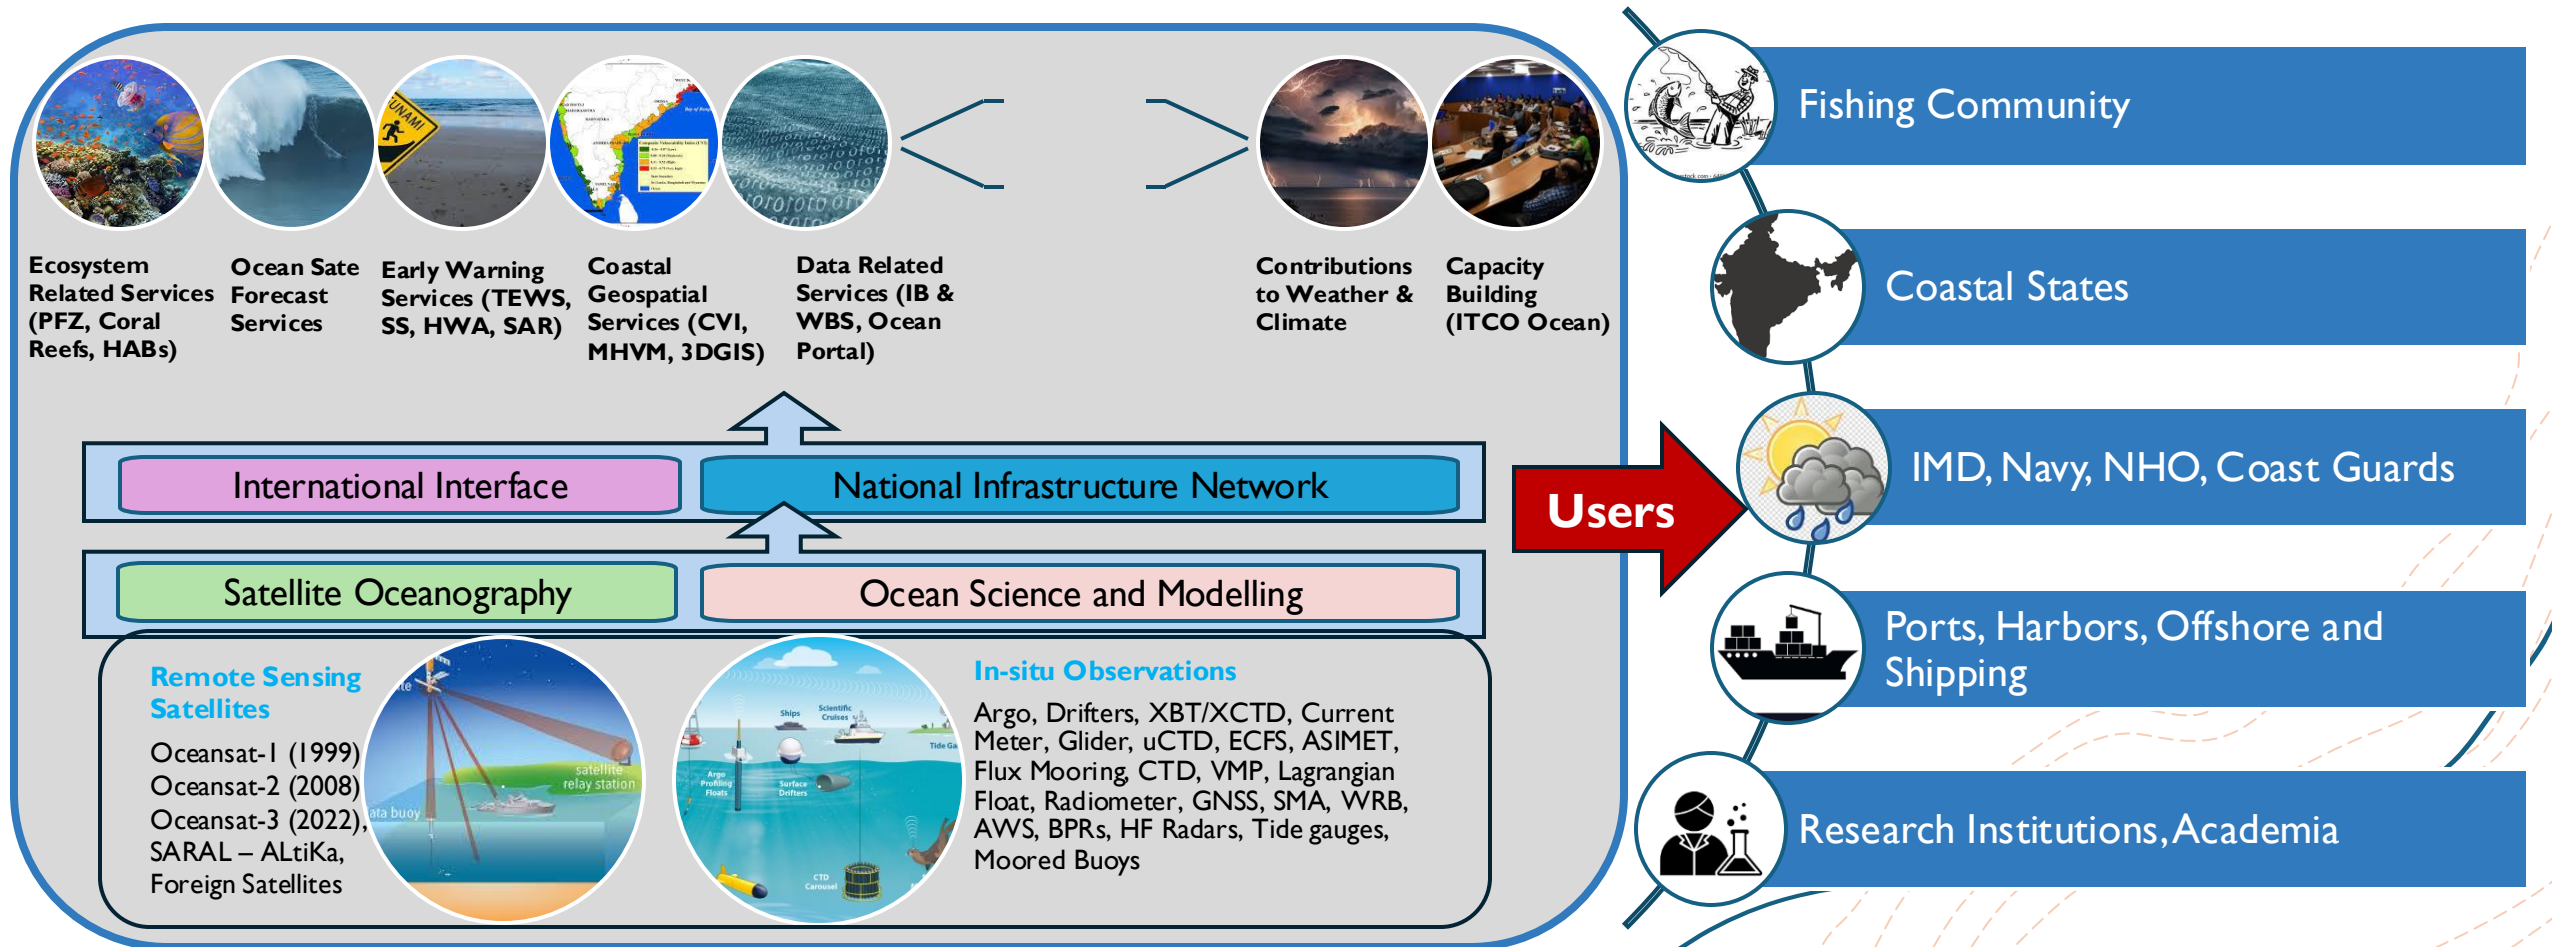 Ecosystem
Related Services
(PFZ, Coral
Reefs, HABs)
Ocean Sate
Forecast
Services
TSUNAMI
Early Warning
Services (TEWS,
SS, HWA, SAR)
Coastal
Geospatial
Services (CVI,
MHVM, 3DGIS)
Data Related
Services (IB &
WBS, Ocean
Portal)
Contributions
to Weather &
Climate
Capacity
Building
(ITCO Ocean)
International Interface
National Infrastructure Network
Satellite Oceanography
Ocean Science and Modelling
Remote Sensing
Satellites
Oceansat-1 (1999)
Oceansat-2 (2008)
Oceansat-3 (2022),
SARAL – ALtiKa,
Foreign Satellites
satellite
relay station
ata buoy
Ships
Scientific
Cruises
Tide Ga
Argo
Profiling
Floats
Surface
Drifters
CTD
Carousel
In-situ Observations
Argo, Drifters, XBT/XCTD, Current
Meter, Glider, uCTD, ECFS, ASIMET,
Flux Mooring, CTD, VMP, Lagrangian
Float, Radiometer, GNSS, SMA, WRB,
AWS, BPRs, HF Radars, Tide gauges,
Moored Buoys
Users
Fishing Community
Coastal States
IMD, Navy, NHO, Coast Guards
Ports, Harbors, Offshore and
Shipping
Research Institutions, Academia